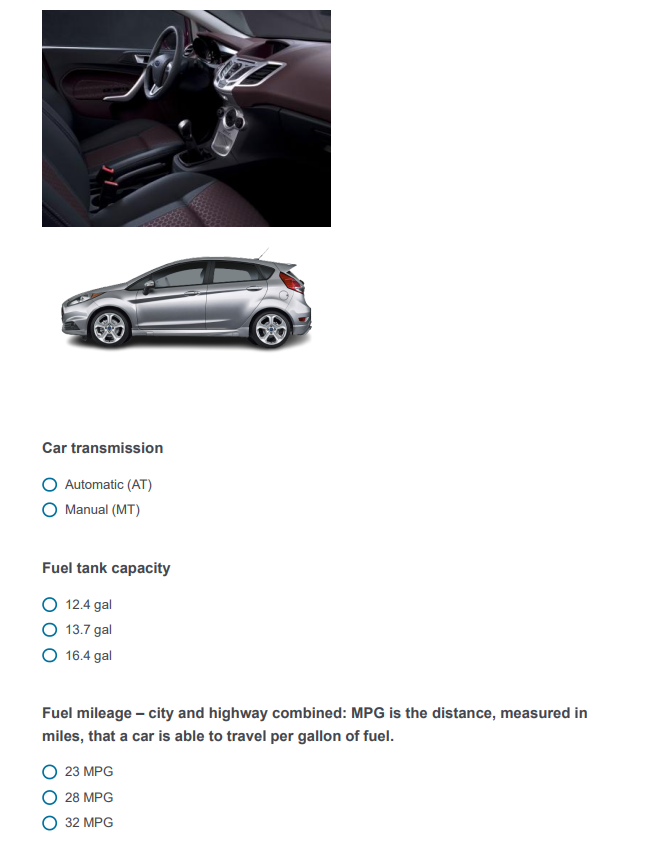 Car transmission
Automatic (AT)
Manual (MT)
Fuel tank capacity
12.4 gal
13.7 gal
16.4 gal
Fuel mileage – city and highway combined: MPG is the distance, measured in
miles, that a car is able to travel per gallon of fuel.
23 MPG
28 MPG
32 MPG